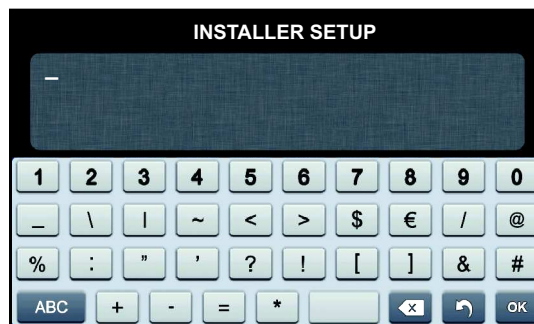 INSTALLER SETUP
_
1 2 3 4 5 6 7 8 9 0
_ \ | ~ < > $ € / @
% : " ' ? ! [ ] & #
ABC + - = * x OK